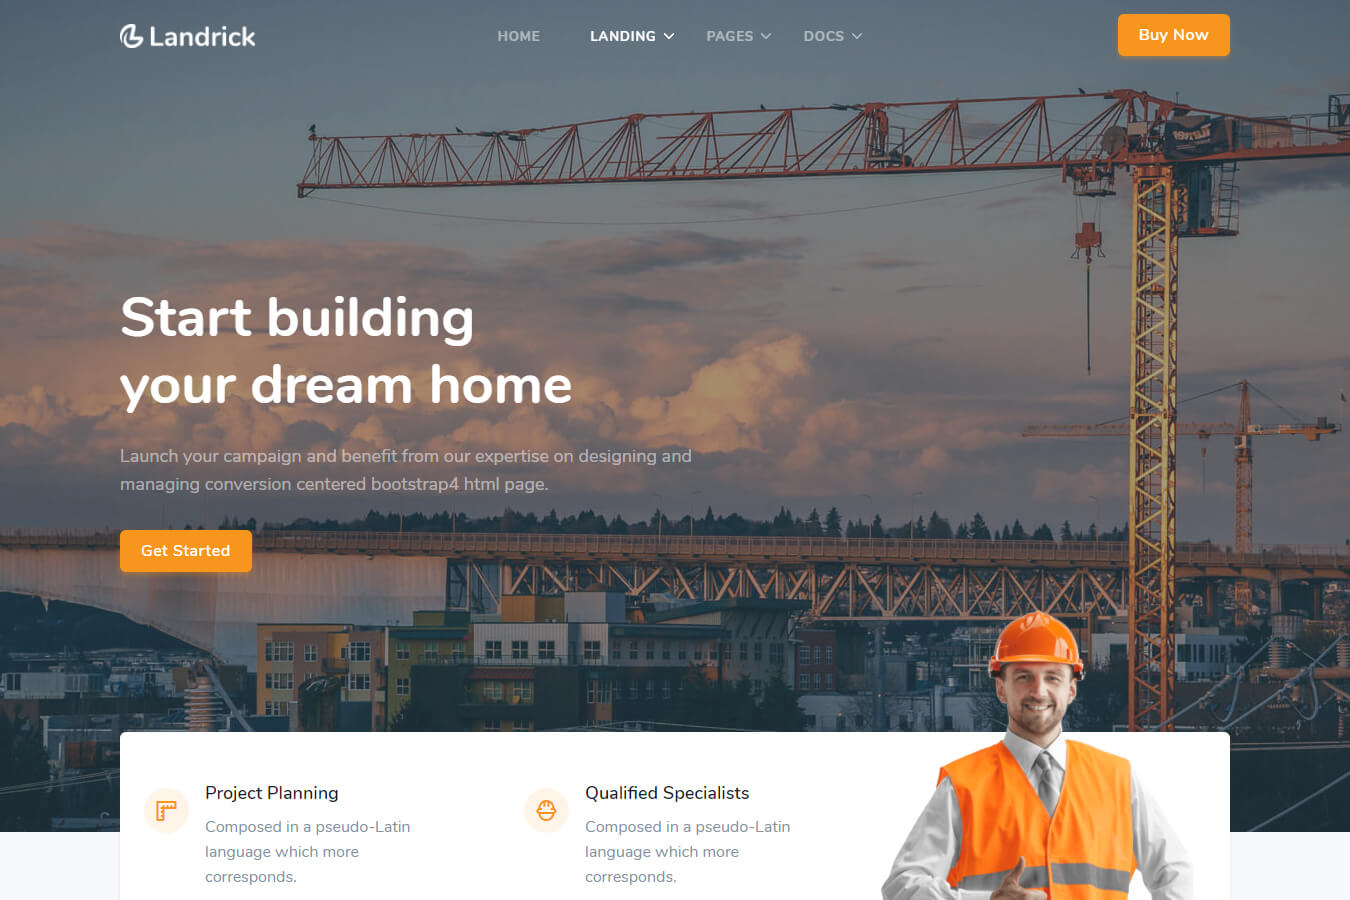 Landrick
HOME
LANDING
PAGES
DOCS
Buy Now
Start building
your dream home
Launch your campaign and benefit from our expertise on designing and
managing conversion centered bootstrap4 html page.
Get Started
Project Planning
Composed in a pseudo-Latin
language which more
corresponds.
Qualified Specialists
Composed in a pseudo-Latin
language which more
corresponds.